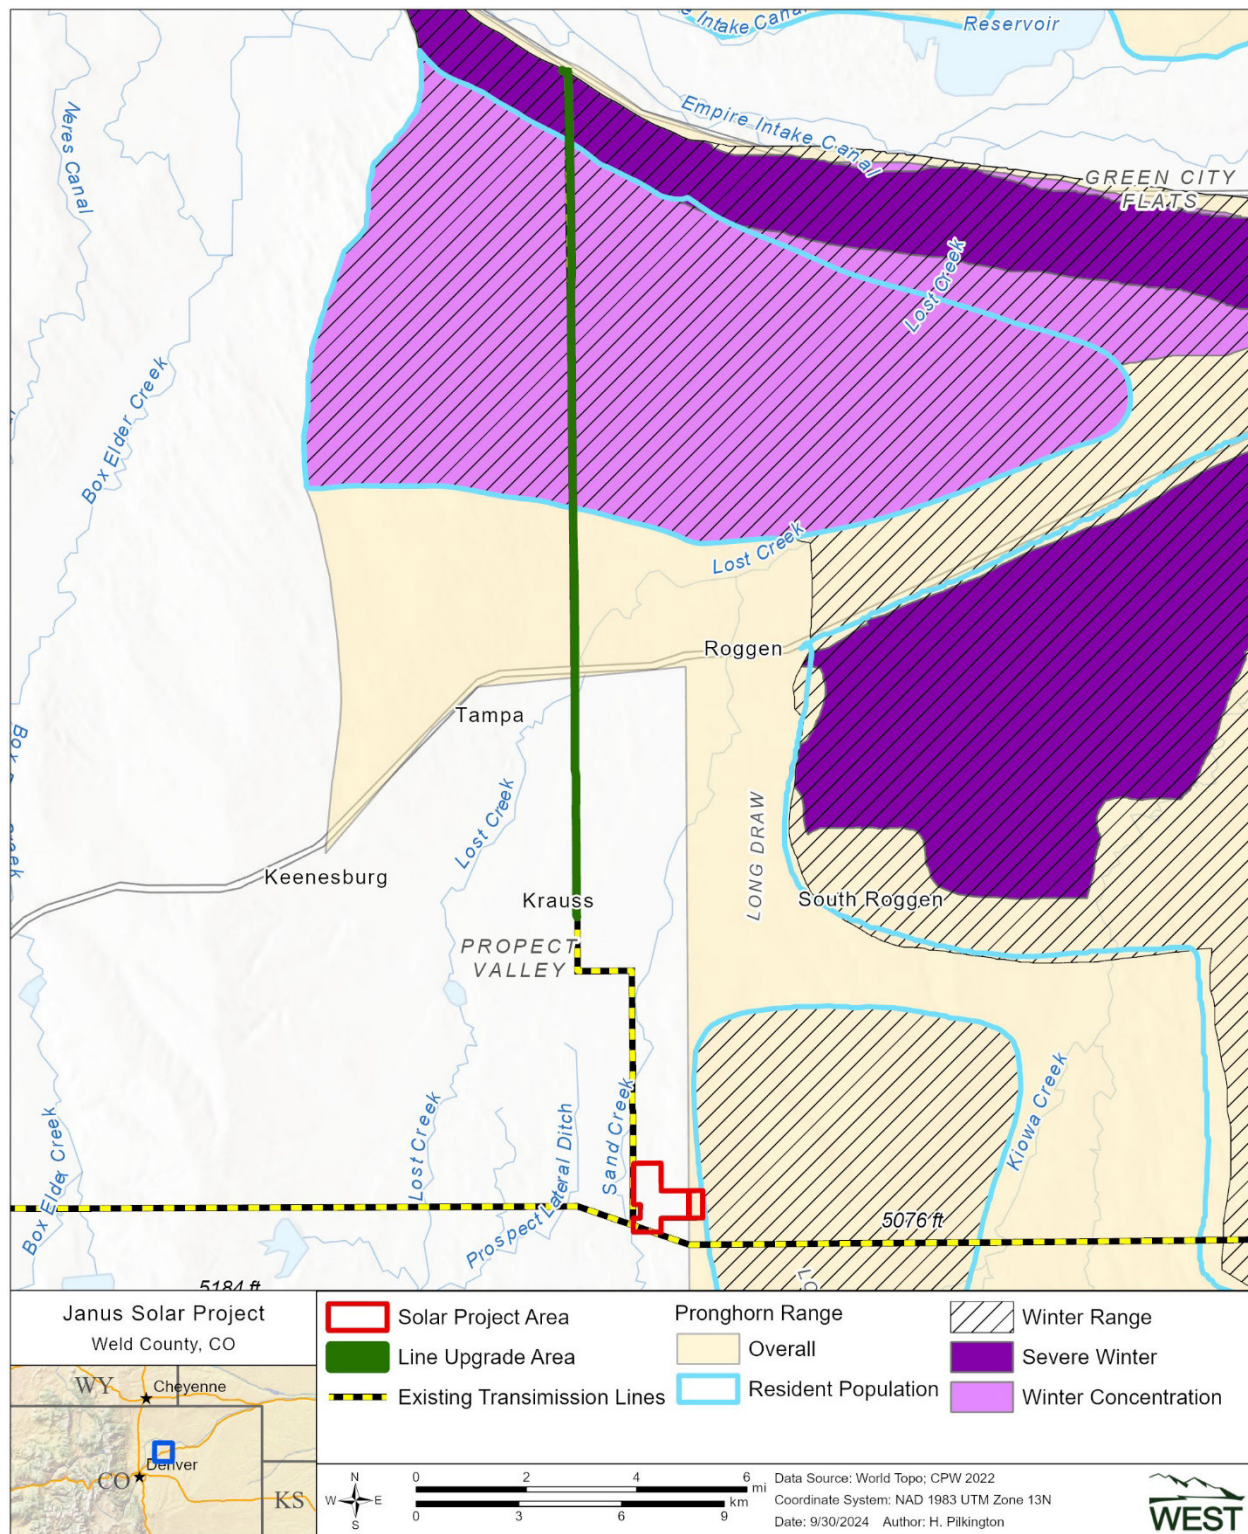 e Intake Canal
Reservoir
Neres Canal
Empire Intake Canal
GREEN CITY
FLATS
Lost Creek
Box Elder Creek
Lost Creek
Roggen
Tampa
Lost Creek
LONG DRAW
Keenesburg
Krauss
South Roggen
PROPECT
VALLEY
Kiowa Creek
Sand Creek
Prospect Lateral Ditch
Lost Creek
Box Elder Creek
5076 ft
5184 ft
Janus Solar Project
Weld County, CO
WY
Cheyenne
Denver
CO
KS
Solar Project Area
Line Upgrade Area
Existing Transimission Lines
Pronghorn Range
Overall
Resident Population
Winter Range
Severe Winter
Winter Concentration
N
W E
S
0 2 4 6 mi
0 3 6 9 km
Data Source: World Topo; CPW 2022
Coordinate System: NAD 1983 UTM Zone 13N
Date: 9/30/2024 Author: H. Pilkington
WEST